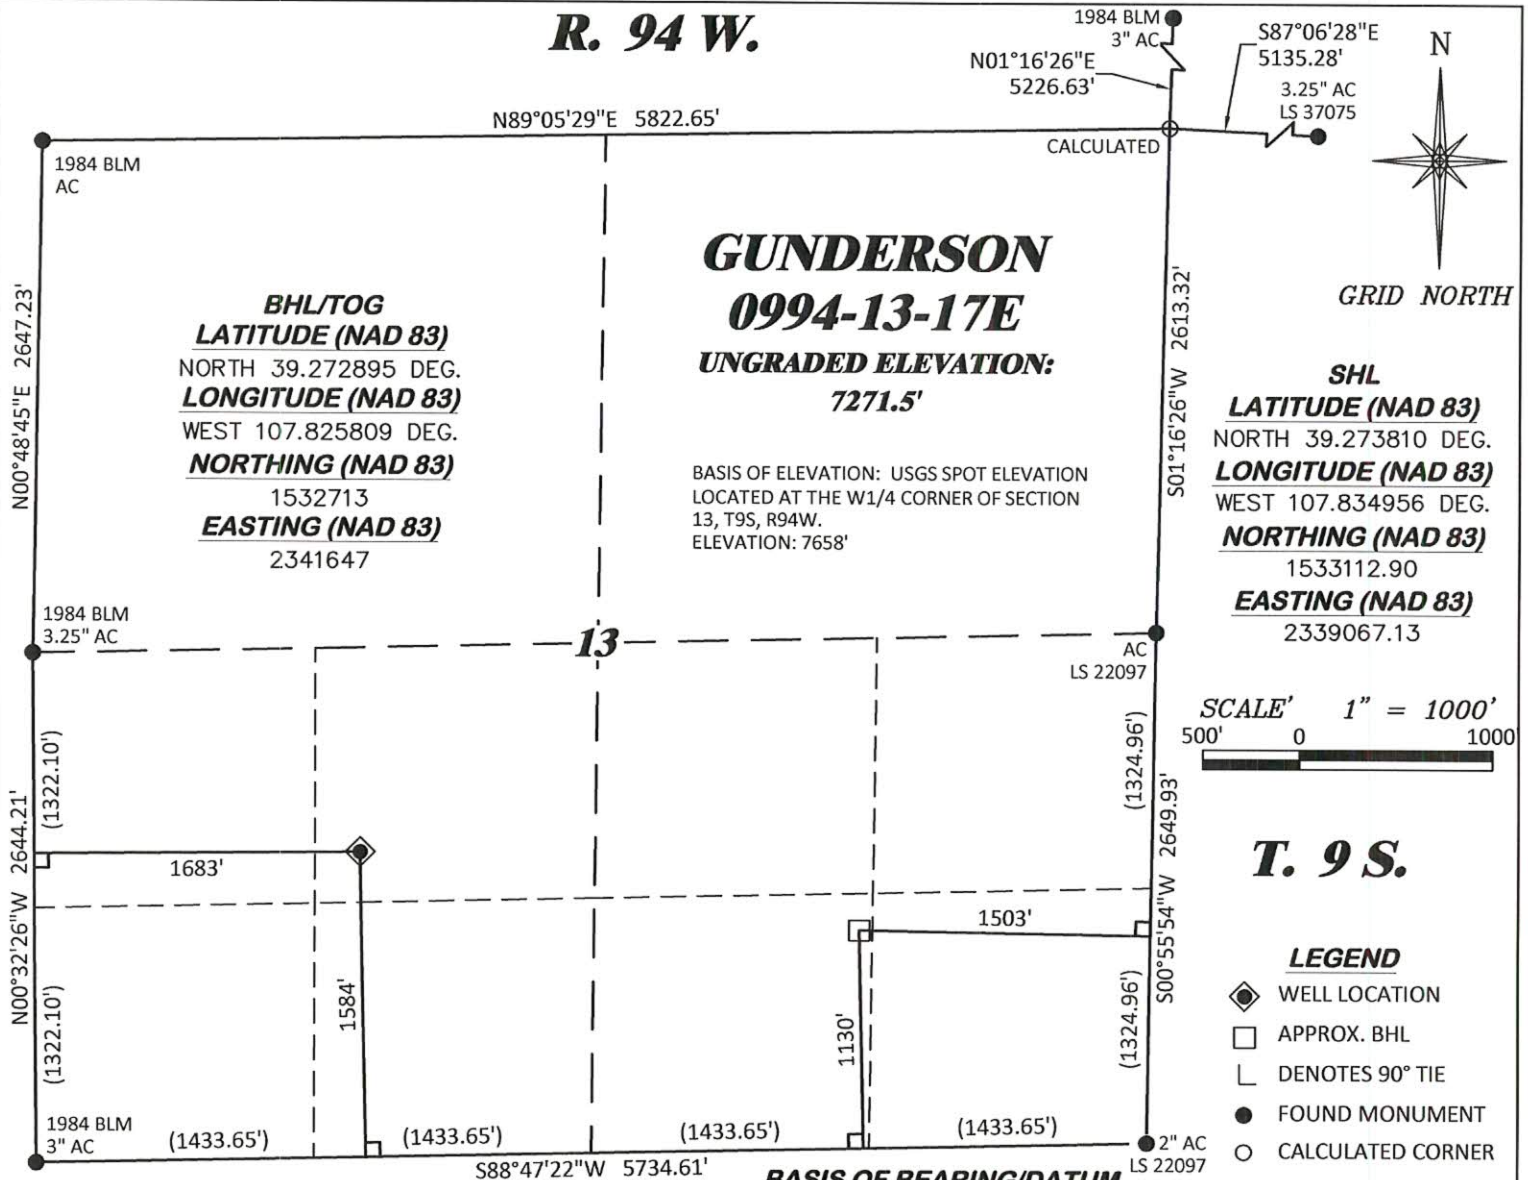 R. 94 W.
1984 BLM
3" AC
N01°16'26"E
5226.63'
S87°06'28"E
5135.28'
3.25" AC
LS 37075
N
N89°05'29"E 5822.65'
CALCULATED
1984 BLM
AC
GRID NORTH
N00°48'45"E 2647.23'
BHL/TOG
LATITUDE (NAD 83)
NORTH 39.272895 DEG.
LONGITUDE (NAD 83)
WEST 107.825809 DEG.
NORTHING (NAD 83)
1532713
EASTING (NAD 83)
2341647
GUNDERSON
0994-13-17E
UNGRADED ELEVATION:
7271.5'
BASIS OF ELEVATION: USGS SPOT ELEVATION
LOCATED AT THE W1/4 CORNER OF SECTION
13, T9S, R94W.
ELEVATION: 7658'
S01°16'26"W 2613.32'
SHL
LATITUDE (NAD 83)
NORTH 39.273810 DEG.
LONGITUDE (NAD 83)
WEST 107.834956 DEG.
NORTHING (NAD 83)
1533112.90
EASTING (NAD 83)
2339067.13
1984 BLM
3.25" AC
13
AC
LS 22097
SCALE' 1" = 1000'
500' 0 1000
(1322.10')
(1324.96')
N00°32'26"W 2644.21'
S00°55'54"W 2649.93'
1683'
T. 9 S.
1503'
1584'
1130'
(1322.10')
(1324.96')
LEGEND
WELL LOCATION
APPROX. BHL
DENOTES 90° TIE
FOUND MONUMENT
CALCULATED CORNER
1984 BLM
3" AC
(1433.65') (1433.65') (1433.65') (1433.65')
2" AC
LS 22097
S88°47'22"W 5734.61'
BASIS OF BEARING/DATUM